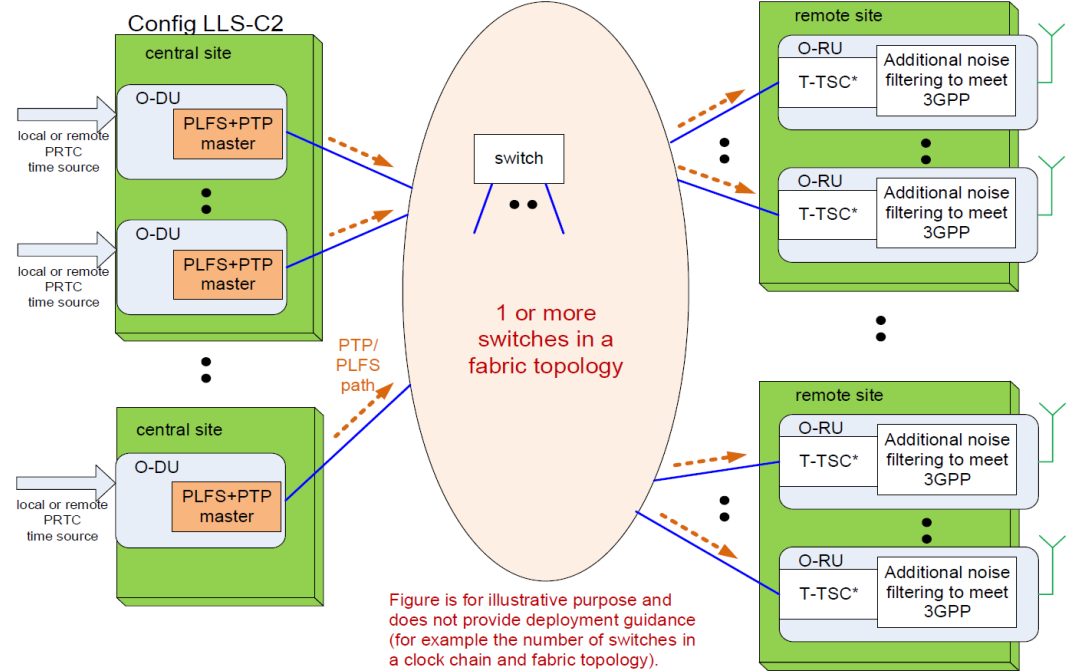 Config LLS-C2
central site
O-DU
PLFS+PTP
master
local or remote
PRTC
time source
O-DU
PLFS+PTP
master
local or remote
PRTC
time source
central site
O-DU
PLFS+PTP
master
local or remote
PRTC
time source
PTP/
PLFS
path
switch
1 or more
switches in a
fabric topology
Figure is for illustrative purpose and
does not provide deployment guidance
(for example the number of switches in
a clock chain and fabric topology).
remote site
O-RU
T-TSC*
Additional noise
filtering to meet
3GPP
O-RU
T-TSC*
Additional noise
filtering to meet
3GPP
remote site
O-RU
T-TSC*
Additional noise
filtering to meet
3GPP
O-RU
T-TSC*
Additional noise
filtering to meet
3GPP